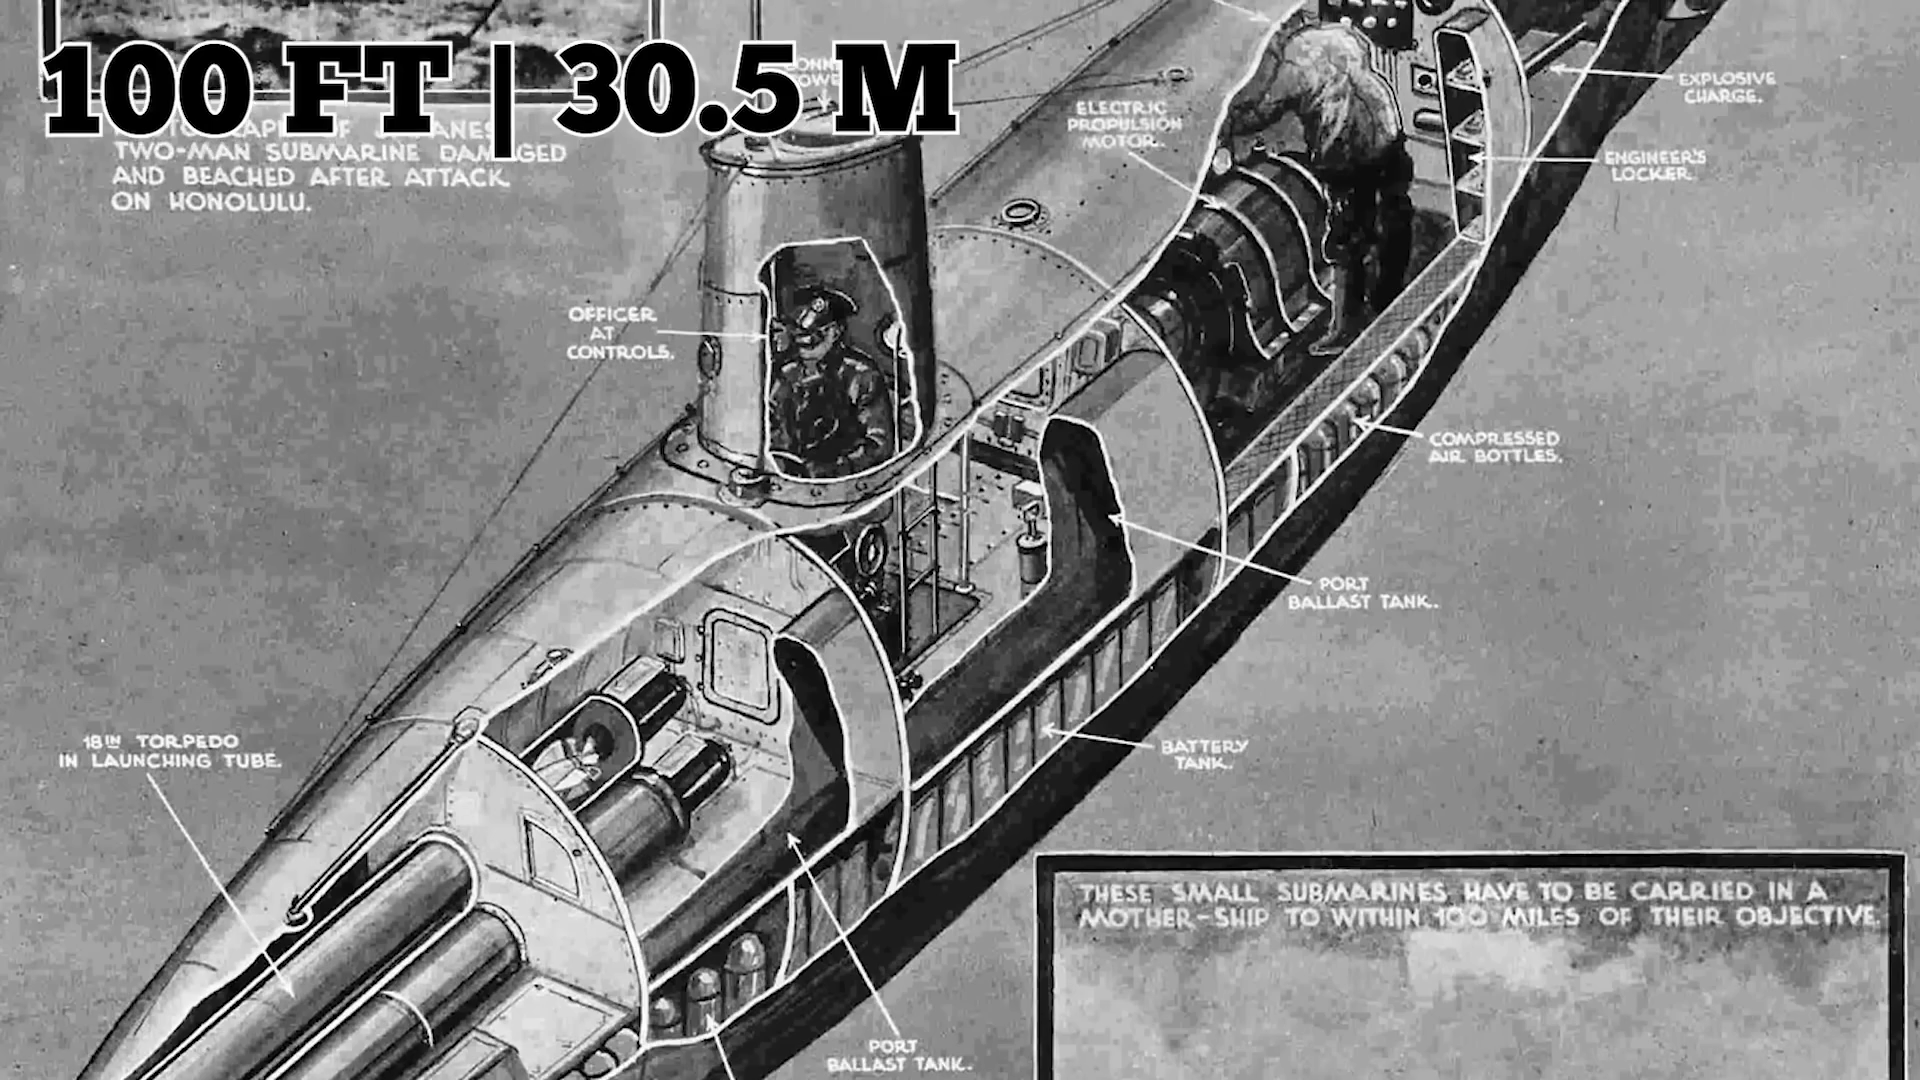 100 FT | 30.5 M
TWO-MAN SUBMARINE DAMAGED
AND BEACHED AFTER ATTACK
ON HONOLULU.
ELECTRIC
PROPULSION
MOTOR.
EXPLOSIVE
CHARGE.
ENGINEER'S
LOCKER.
OFFICER
AT
CONTROLS.
COMPRESSED
AIR BOTTLES.
PORT
BALLAST TANK.
18IN TORPEDO
IN LAUNCHING TUBE.
BATTERY
TANK.
THESE SMALL SUBMARINES HAVE TO BE CARRIED IN A
MOTHER-SHIP TO WITHIN 100 MILES OF THEIR OBJECTIVE.
PORT
BALLAST TANK.